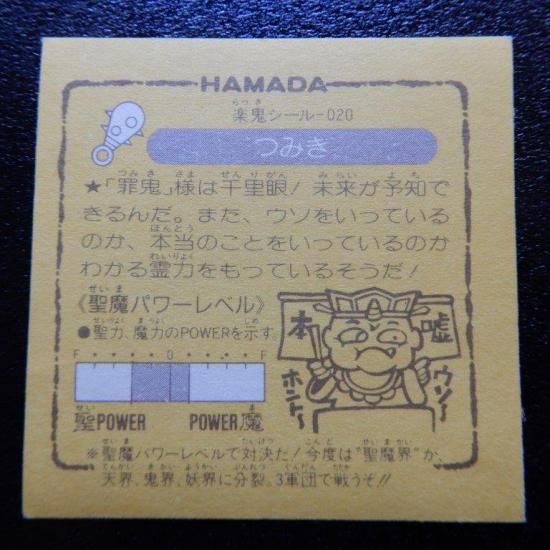 HAMADA
楽鬼シール-020
つみき
★「罪鬼」様は千里眼!未来が予知で
きるんだ。また、ウソをいっている
のか、本当のことをいっているのか
わかる霊力をもっているそうだ!
《聖魔パワーレベル》
●聖力、魔力のPOWERを示す。
F・・・・0・・・・F
聖POWER POWER魔
本 嘘
ホント〜 ウソ〜
※聖魔パワーレベルで対決だ!今度は"聖魔界"が、
天界、鬼界、妖界に分裂。3軍団で戦うぞ!!